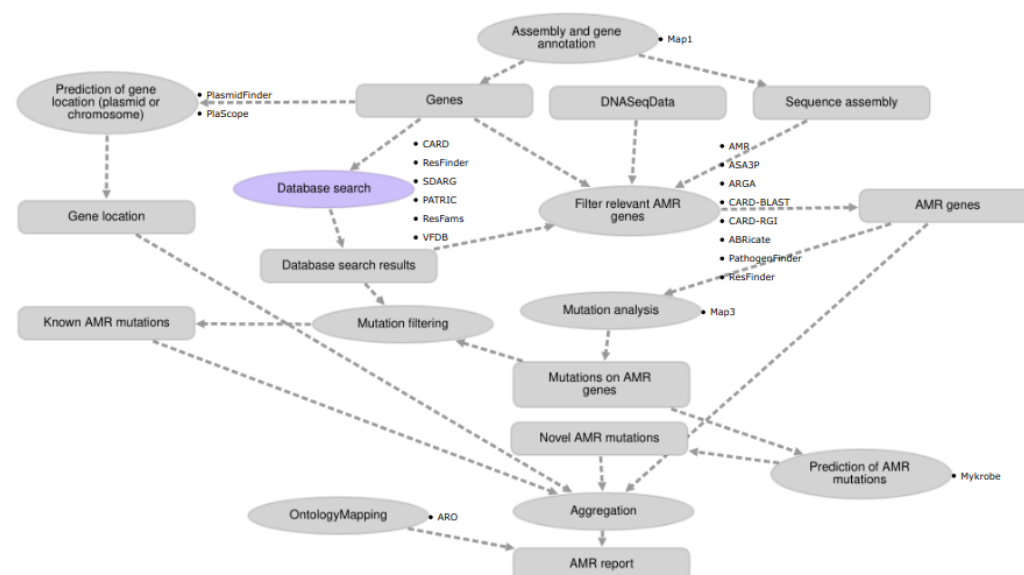 Assembly and gene
annotation
• Map1
Prediction of gene
location (plasmid or
chromosome)
• PlasmidFinder
• PlaScope
Genes
DNASeqData
Sequence assembly
• CARD
• ResFinder
• SDARG
• PATRIC
• ResFams
• VFDB
Database search
Filter relevant AMR
genes
• AMR
• ASA3P
• ARGA
• CARD-BLAST
• CARD-RGI
• ABRicate
• PathogenFinder
• ResFinder
AMR genes
Gene location
Database search results
Mutation analysis
• Map3
Known AMR mutations
Mutation filtering
Mutations on AMR
genes
Novel AMR mutations
Prediction of AMR
mutations
• Mykrobe
OntologyMapping
• ARO
Aggregation
AMR report